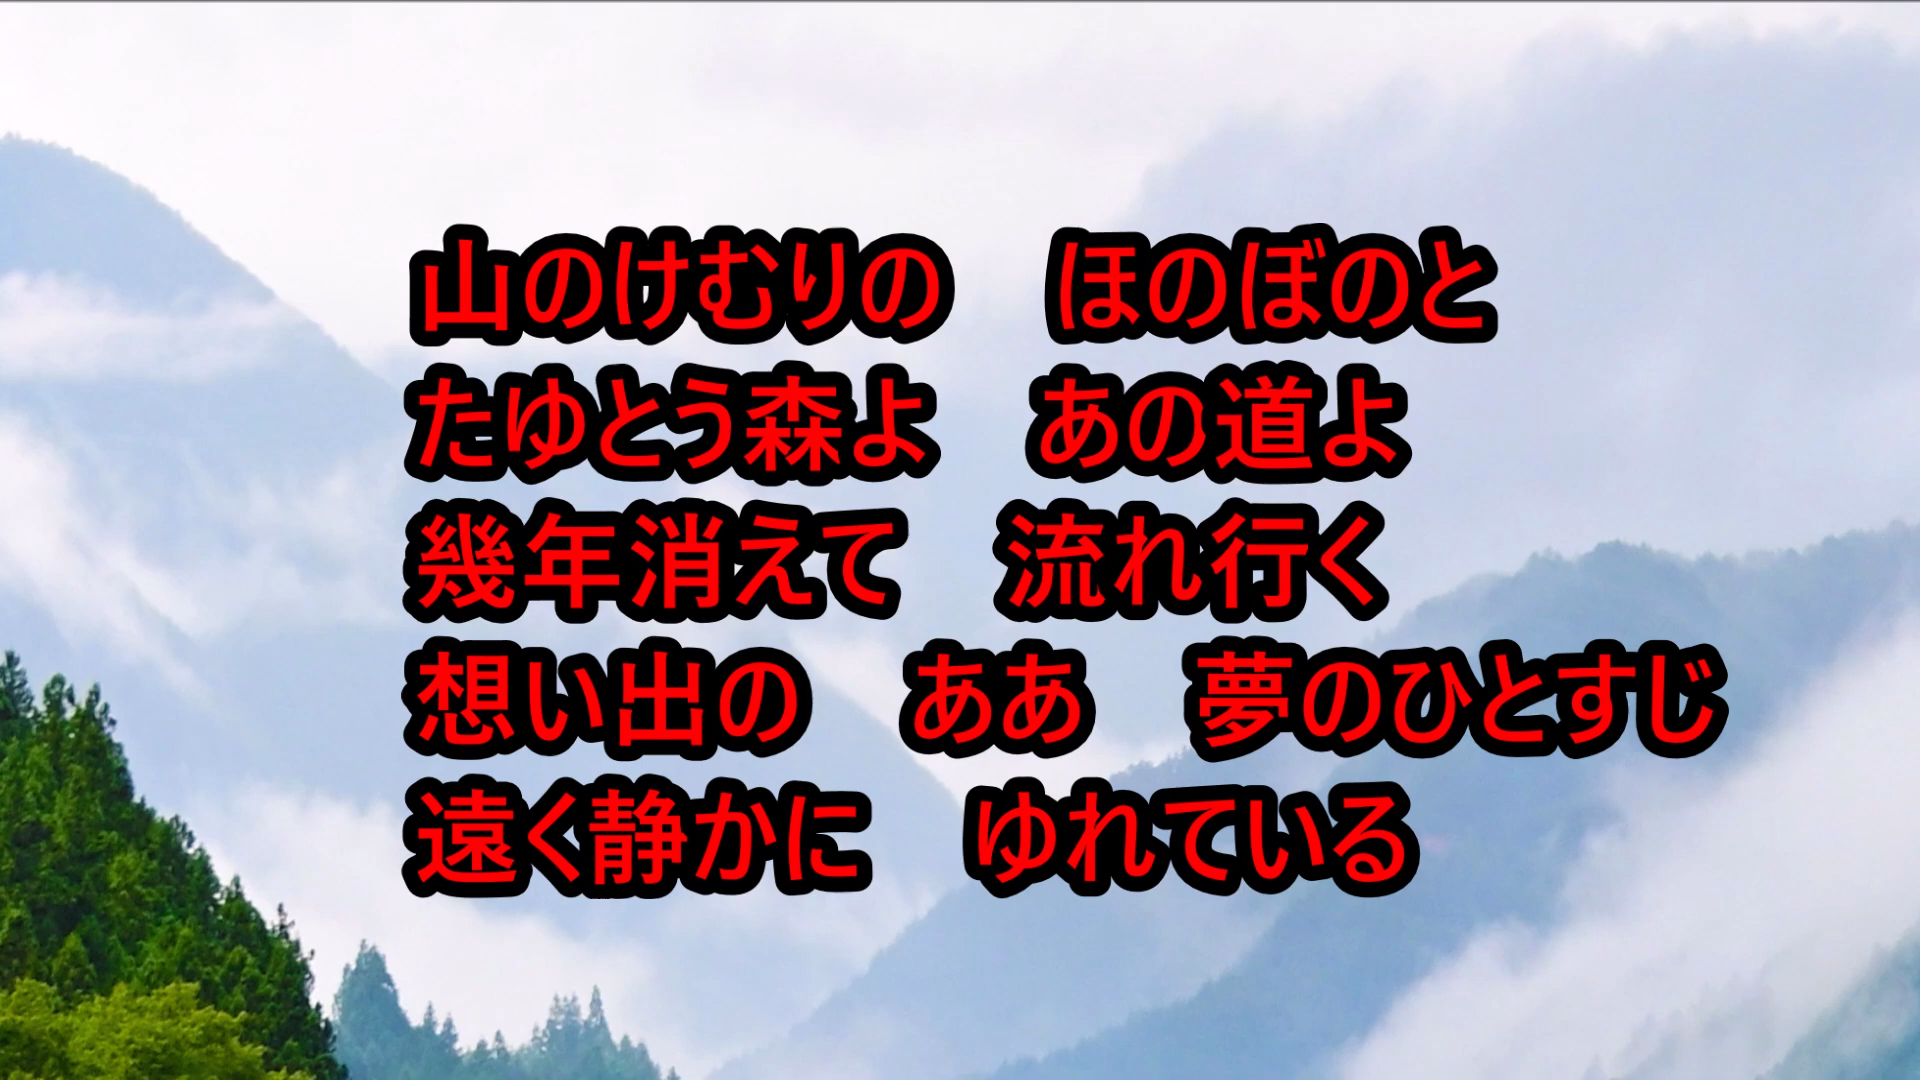 山のけむりの　ほのぼのと
たゆとう森よ　あの道よ
幾年消えて　流れ行く
想い出の　ああ　夢のひとすじ
遠く静かに　ゆれている